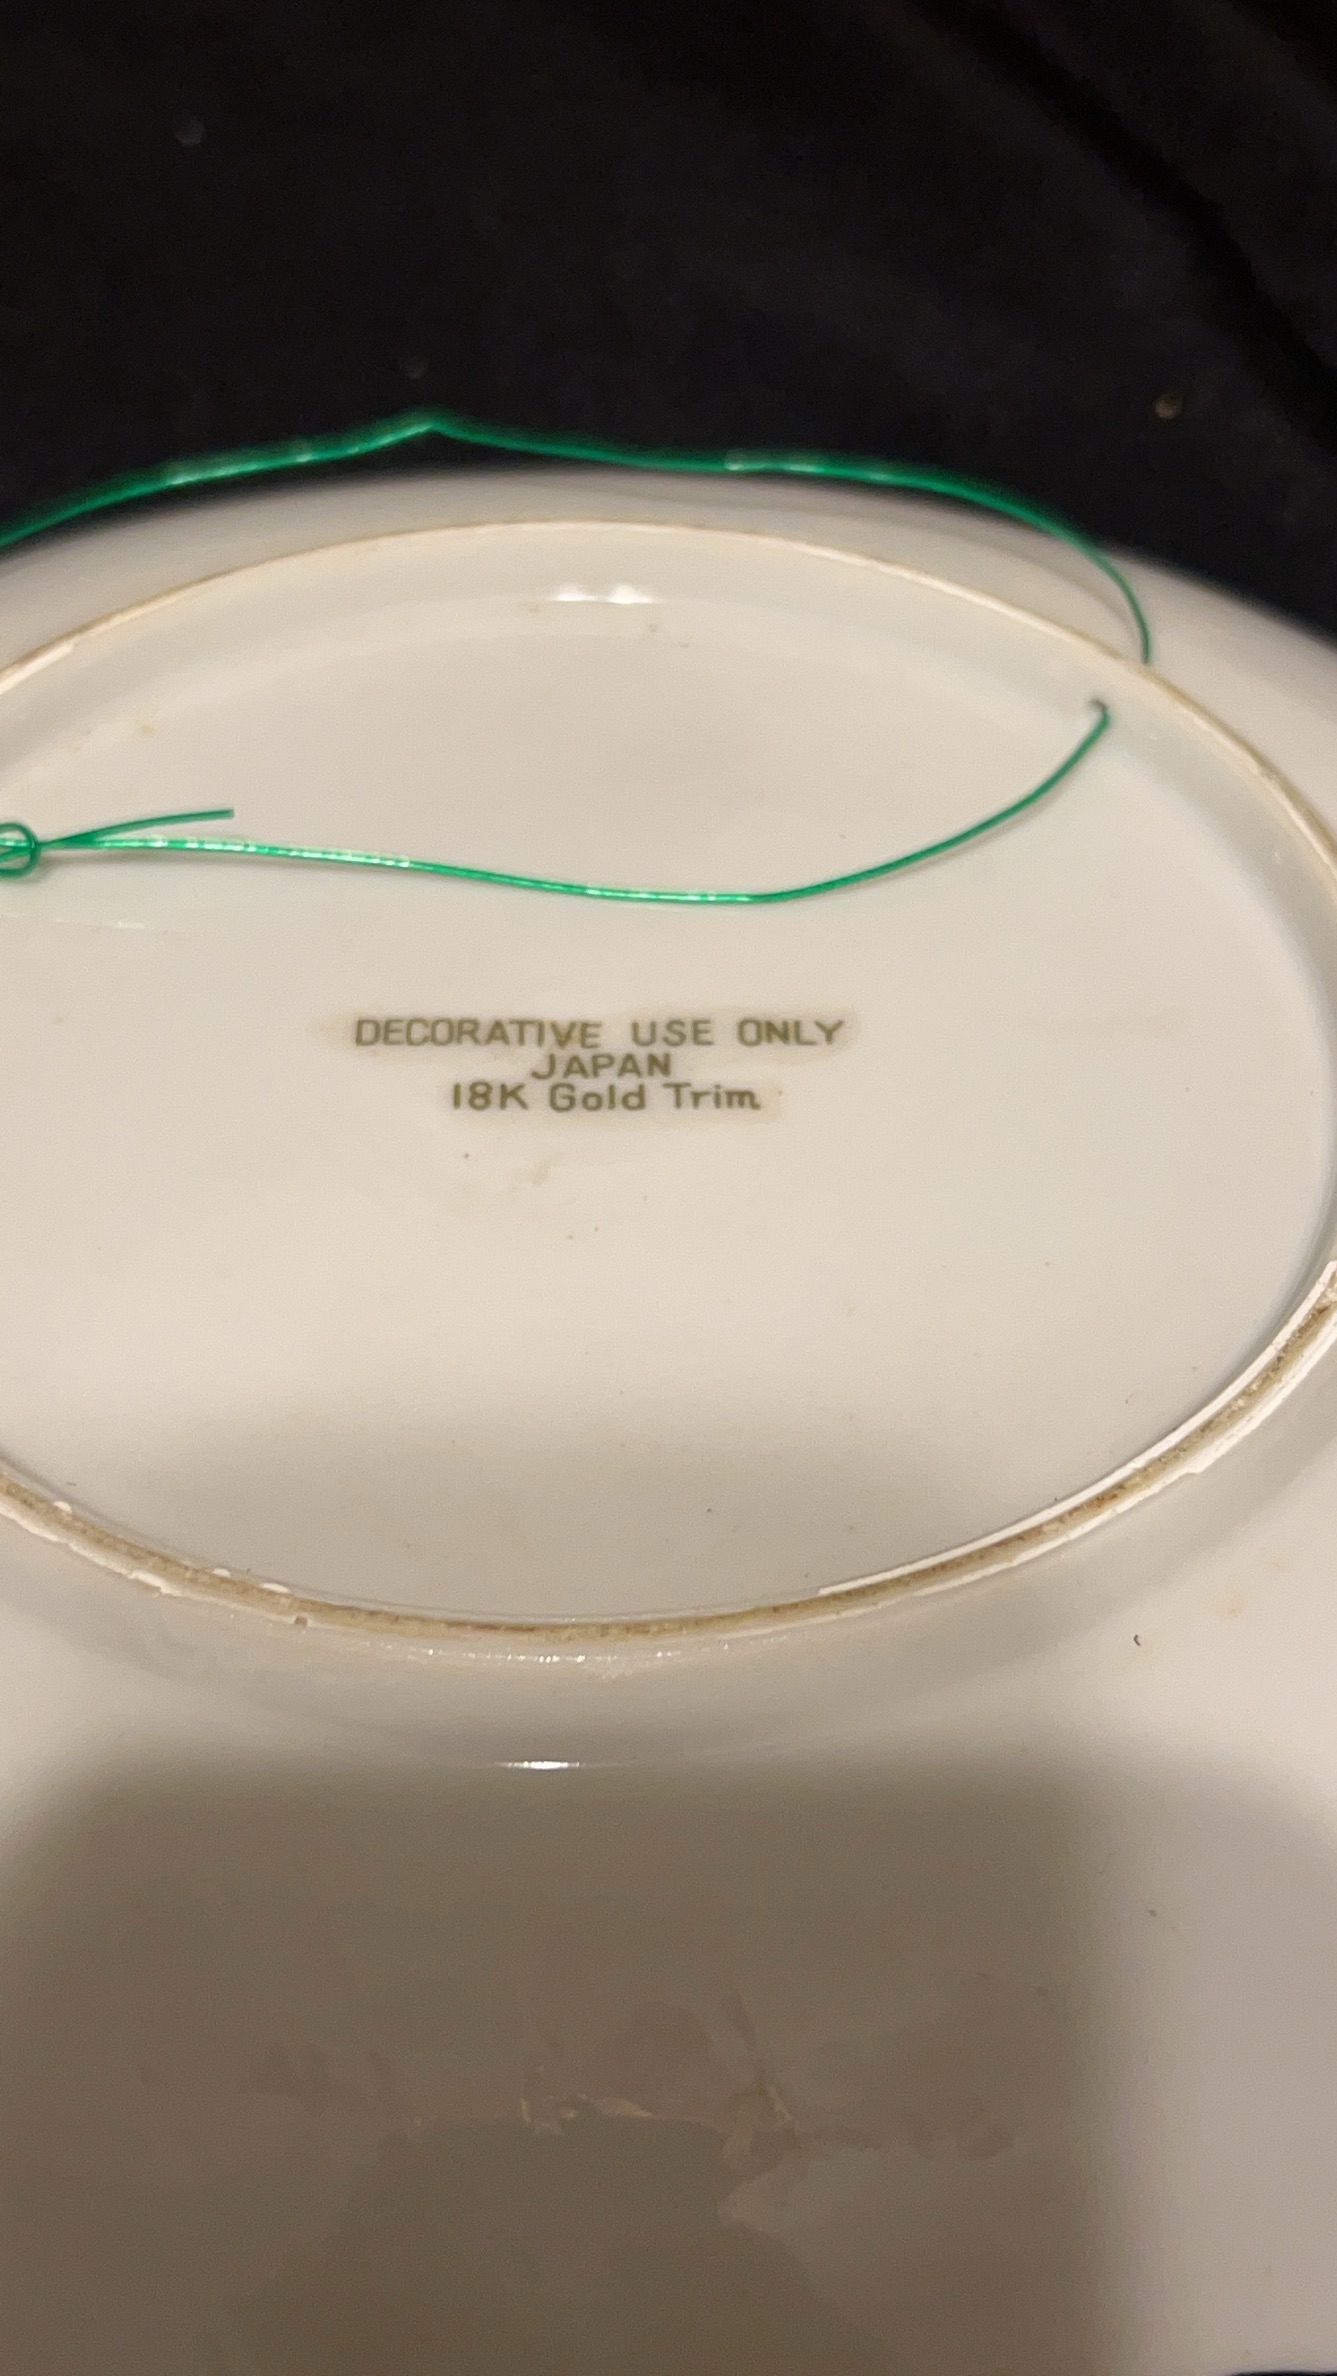 DECORATIVE USE ONLY
JAPAN
18K Gold Trim